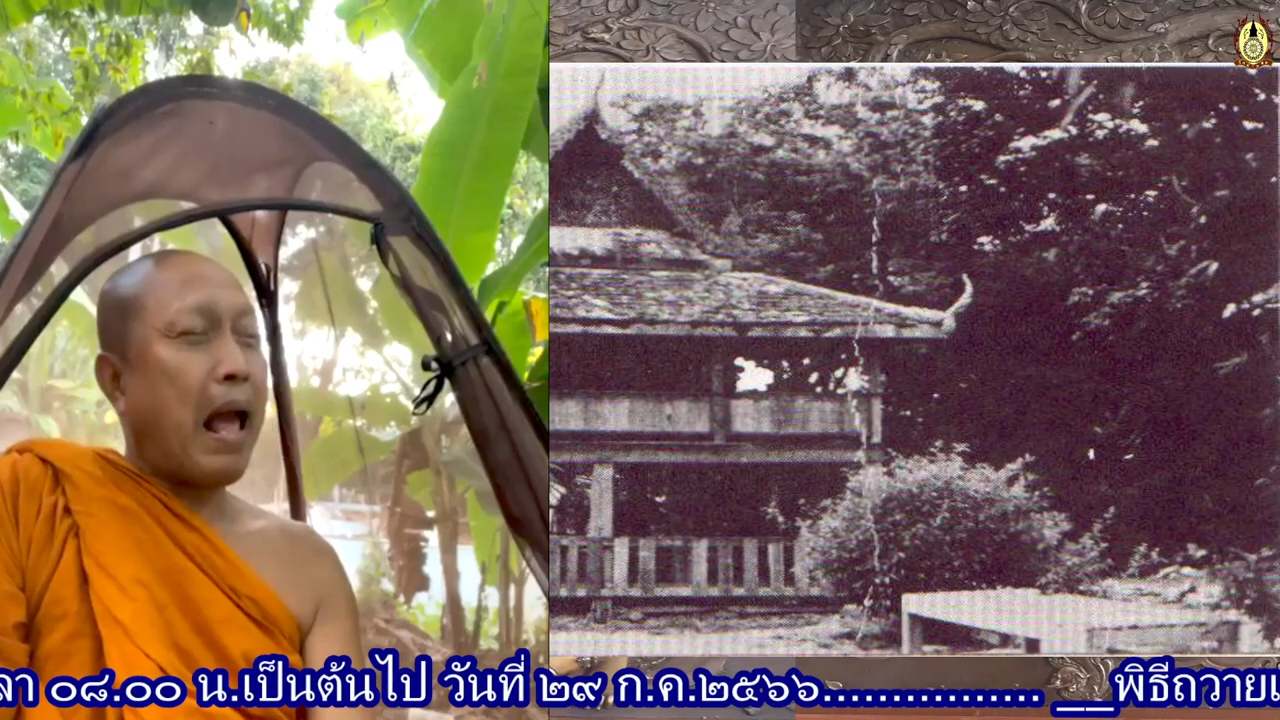 ลา ๐๘.๐๐ น.เป็นต้นไป วันที่ ๒๙ ก.ค.๒๕๖๖................ __พิธีถวายเ